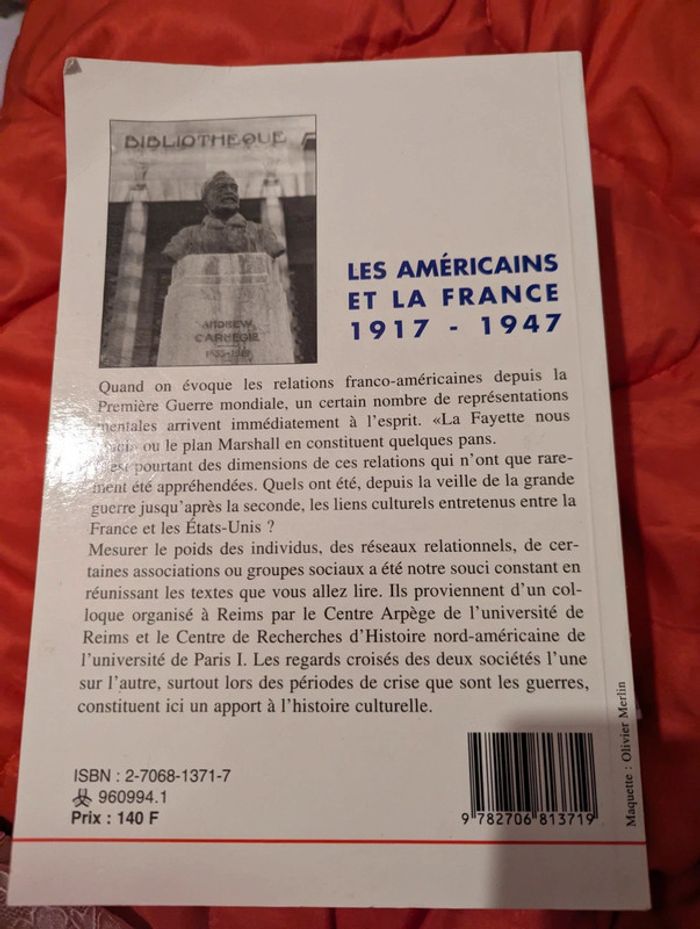 BIBLIOTHEQUE
ANDREW
CARNEGIE
LES AMÉRICAINS
ET LA FRANCE
1917 - 1947
Quand on évoque les relations franco-américaines depuis la
Première Guerre mondiale, un certain nombre de représentations
mentales arrivent immédiatement à l'esprit. «La Fayette nous
ou le plan Marshall en constituent quelques pans.
pourtant des dimensions de ces relations qui n'ont que rare-
ment été appréhendées. Quels ont été, depuis la veille de la grande
guerre jusqu'après la seconde, les liens culturels entretenus entre la
France et les États-Unis ?
Mesurer le poids des individus, des réseaux relationnels, de cer-
taines associations ou groupes sociaux a été notre souci constant en
réunissant les textes que vous allez lire. Ils proviennent d'un col-
loque organisé à Reims par le Centre Arpège de l'université de
Reims et le Centre de Recherches d'Histoire nord-américaine de
l'université de Paris I. Les regards croisés des deux sociétés l'une
sur l'autre, surtout lors des périodes de crise que sont les guerres,
constituent ici un apport à l'histoire culturelle.
ISBN : 2-7068-1371-7
960994.1
Prix : 140 F
9 782706 813719
Maquette : Olivier Merlin